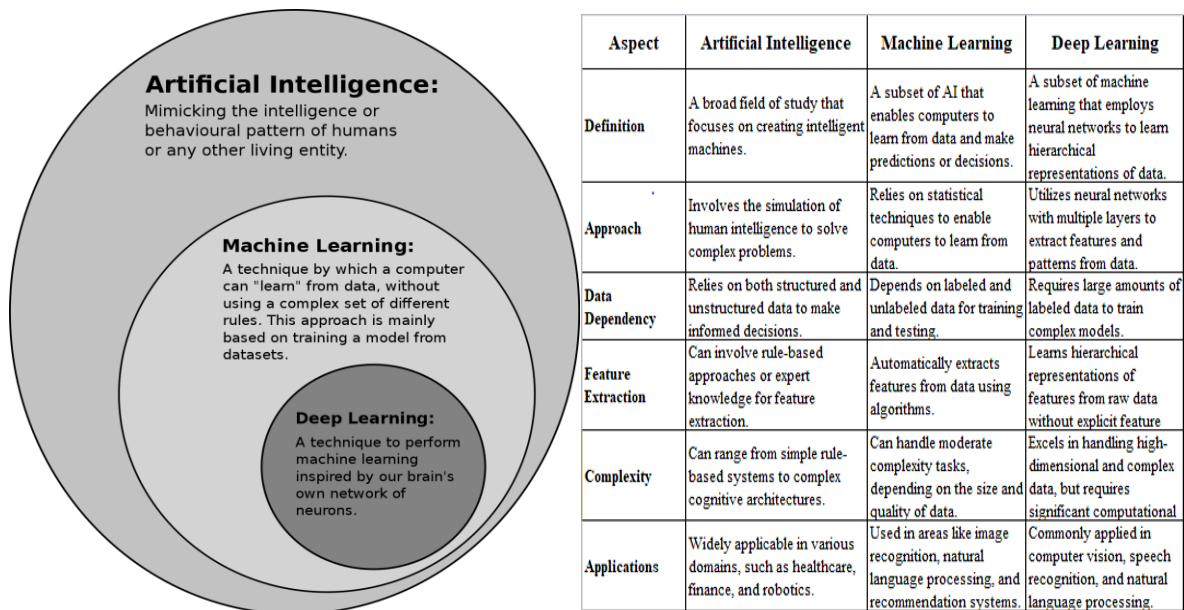 Artificial Intelligence:
Mimicking the intelligence or
behavioural pattern of humans
or any other living entity.
Machine Learning:
A technique by which a computer
can "learn" from data, without
using a complex set of different
rules. This approach is mainly
based on training a model from
datasets.
Deep Learning:
A technique to perform
machine learning
inspired by our brain's
own network of
neurons.
Aspect
Artificial Intelligence
Machine Learning
Deep Learning
Definition
A broad field of study that
focuses on creating intelligent
machines.
A subset of AI that
enables computers to
learn from data and make
predictions or decisions.
A subset of machine
learning that employs
neural networks to learn
hierarchical
representations of data.
Approach
Involves the simulation of
human intelligence to solve
complex problems.
Relies on statistical
techniques to enable
computers to learn from
data.
Utilizes neural networks
with multiple layers to
extract features and
patterns from data.
Data
Dependency
Relies on both structured and
unstructured data to make
informed decisions.
Depends on labeled and
unlabeled data for training
and testing.
Requires large amounts of
labeled data to train
complex models.
Feature
Extraction
Can involve rule-based
approaches or expert
knowledge for feature
extraction.
Automatically extracts
features from data using
algorithms.
Learns hierarchical
representations of
features from raw data
without explicit feature
Complexity
Can range from simple rule-
based systems to complex
cognitive architectures.
Can handle moderate
complexity tasks,
depending on the size and
quality of data.
Excels in handling high-
dimensional and complex
data, but requires
significant computational
Applications
Widely applicable in various
domains, such as healthcare,
finance, and robotics.
Used in areas like image
recognition, natural
language processing, and
recommendation systems.
Commonly applied in
computer vision, speech
recognition, and natural
language processing.